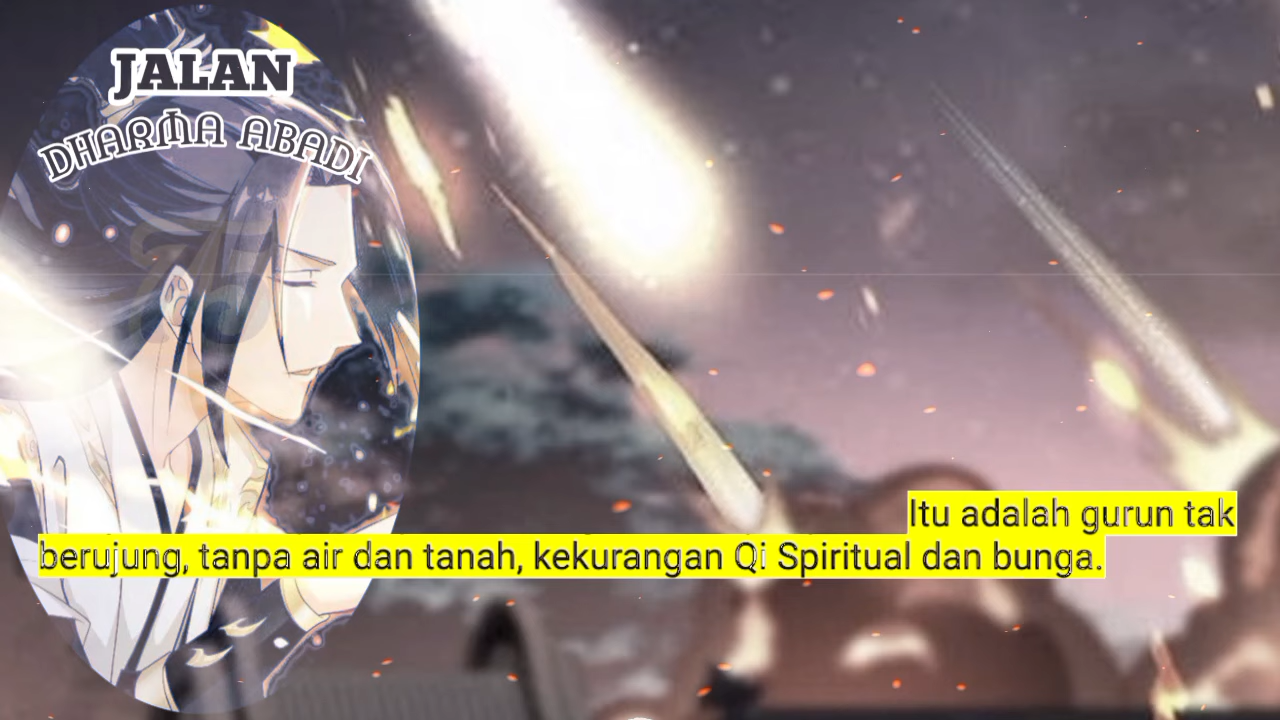 JALAN
DHARMA ABADI
Itu adalah gurun tak
berujung, tanpa air dan tanah, kekurangan Qi Spiritual dan bunga.